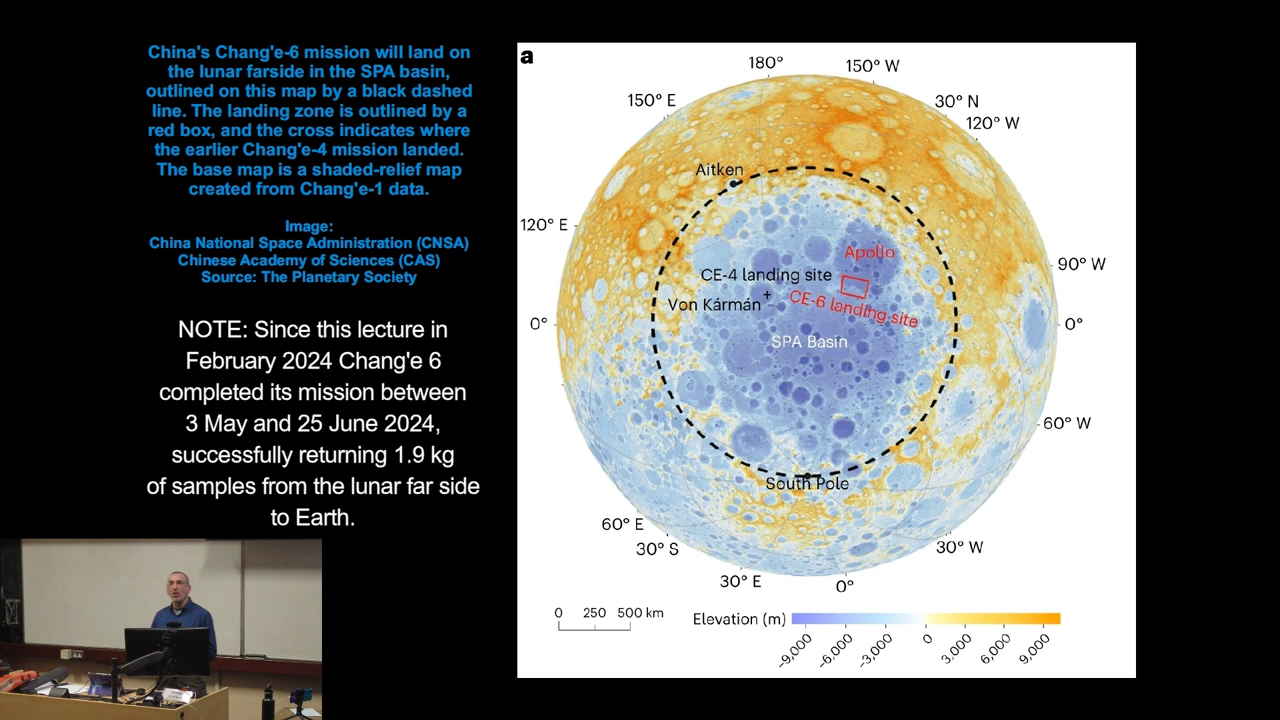 China's Chang'e-6 mission will land on
the lunar farside in the SPA basin,
outlined on this map by a black dashed
line. The landing zone is outlined by a
red box, and the cross indicates where
the earlier Chang'e-4 mission landed.
The base map is a shaded-relief map
created from Chang'e-1 data.
Image:
China National Space Administration (CNSA)
Chinese Academy of Sciences (CAS)
Source: The Planetary Society
NOTE: Since this lecture in
February 2024 Chang'e 6
completed its mission between
3 May and 25 June 2024,
successfully returning 1.9 kg
of samples from the lunar far side
to Earth.
a
180°
150° W
150° E
30° N
120° W
Aitken
120° E
Apollo
90° W
CE-4 landing site
CE-6 landing site
Von Kármán
0°
0°
SPA Basin
60° W
South Pole
60° E
30° S
30° W
30° E
0°
0 250 500 km
Elevation (m)
-9,000 -6,000 -3,000 0 3,000 6,000 9,000